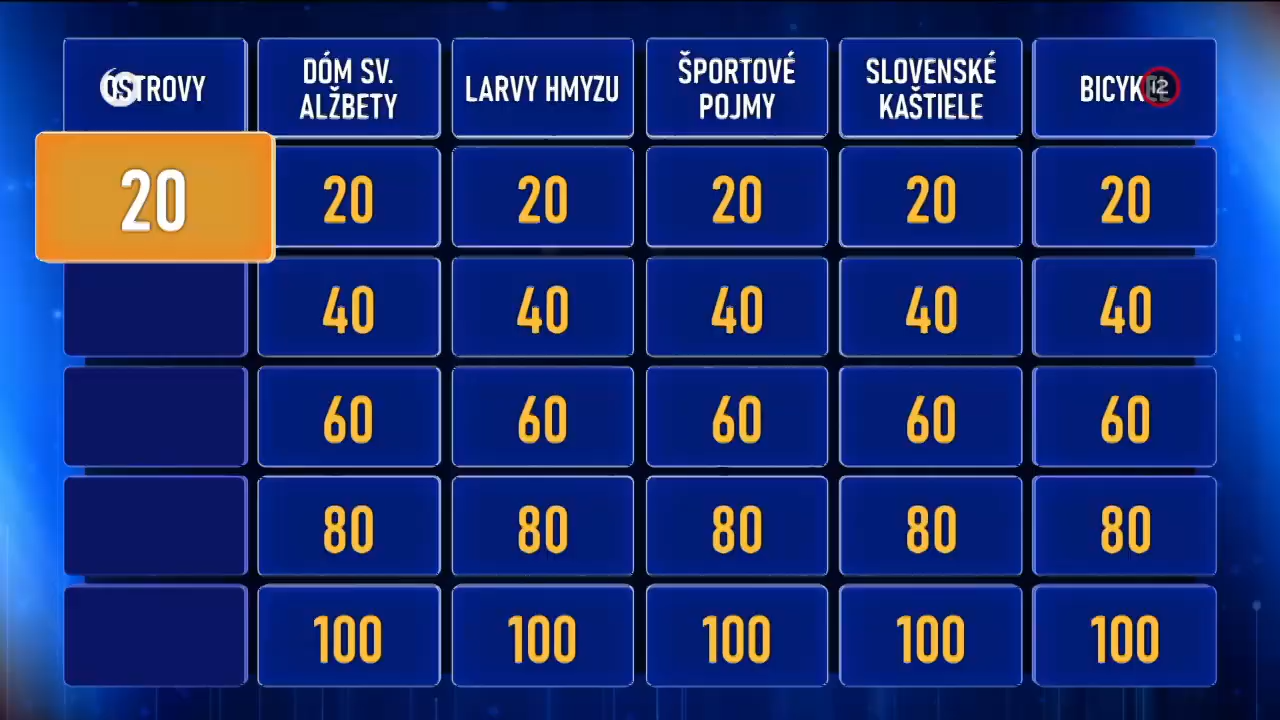 OSTROVY
DÓM SV.
ALŽBETY
LARVY HMYZU
ŠPORTOVÉ
POJMY
SLOVENSKÉ
KAŠTIELE
12
20 20 20 20 20 20
40 40 40 40 40
60 60 60 60 60
80 80 80 80 80
100 100 100 100 100